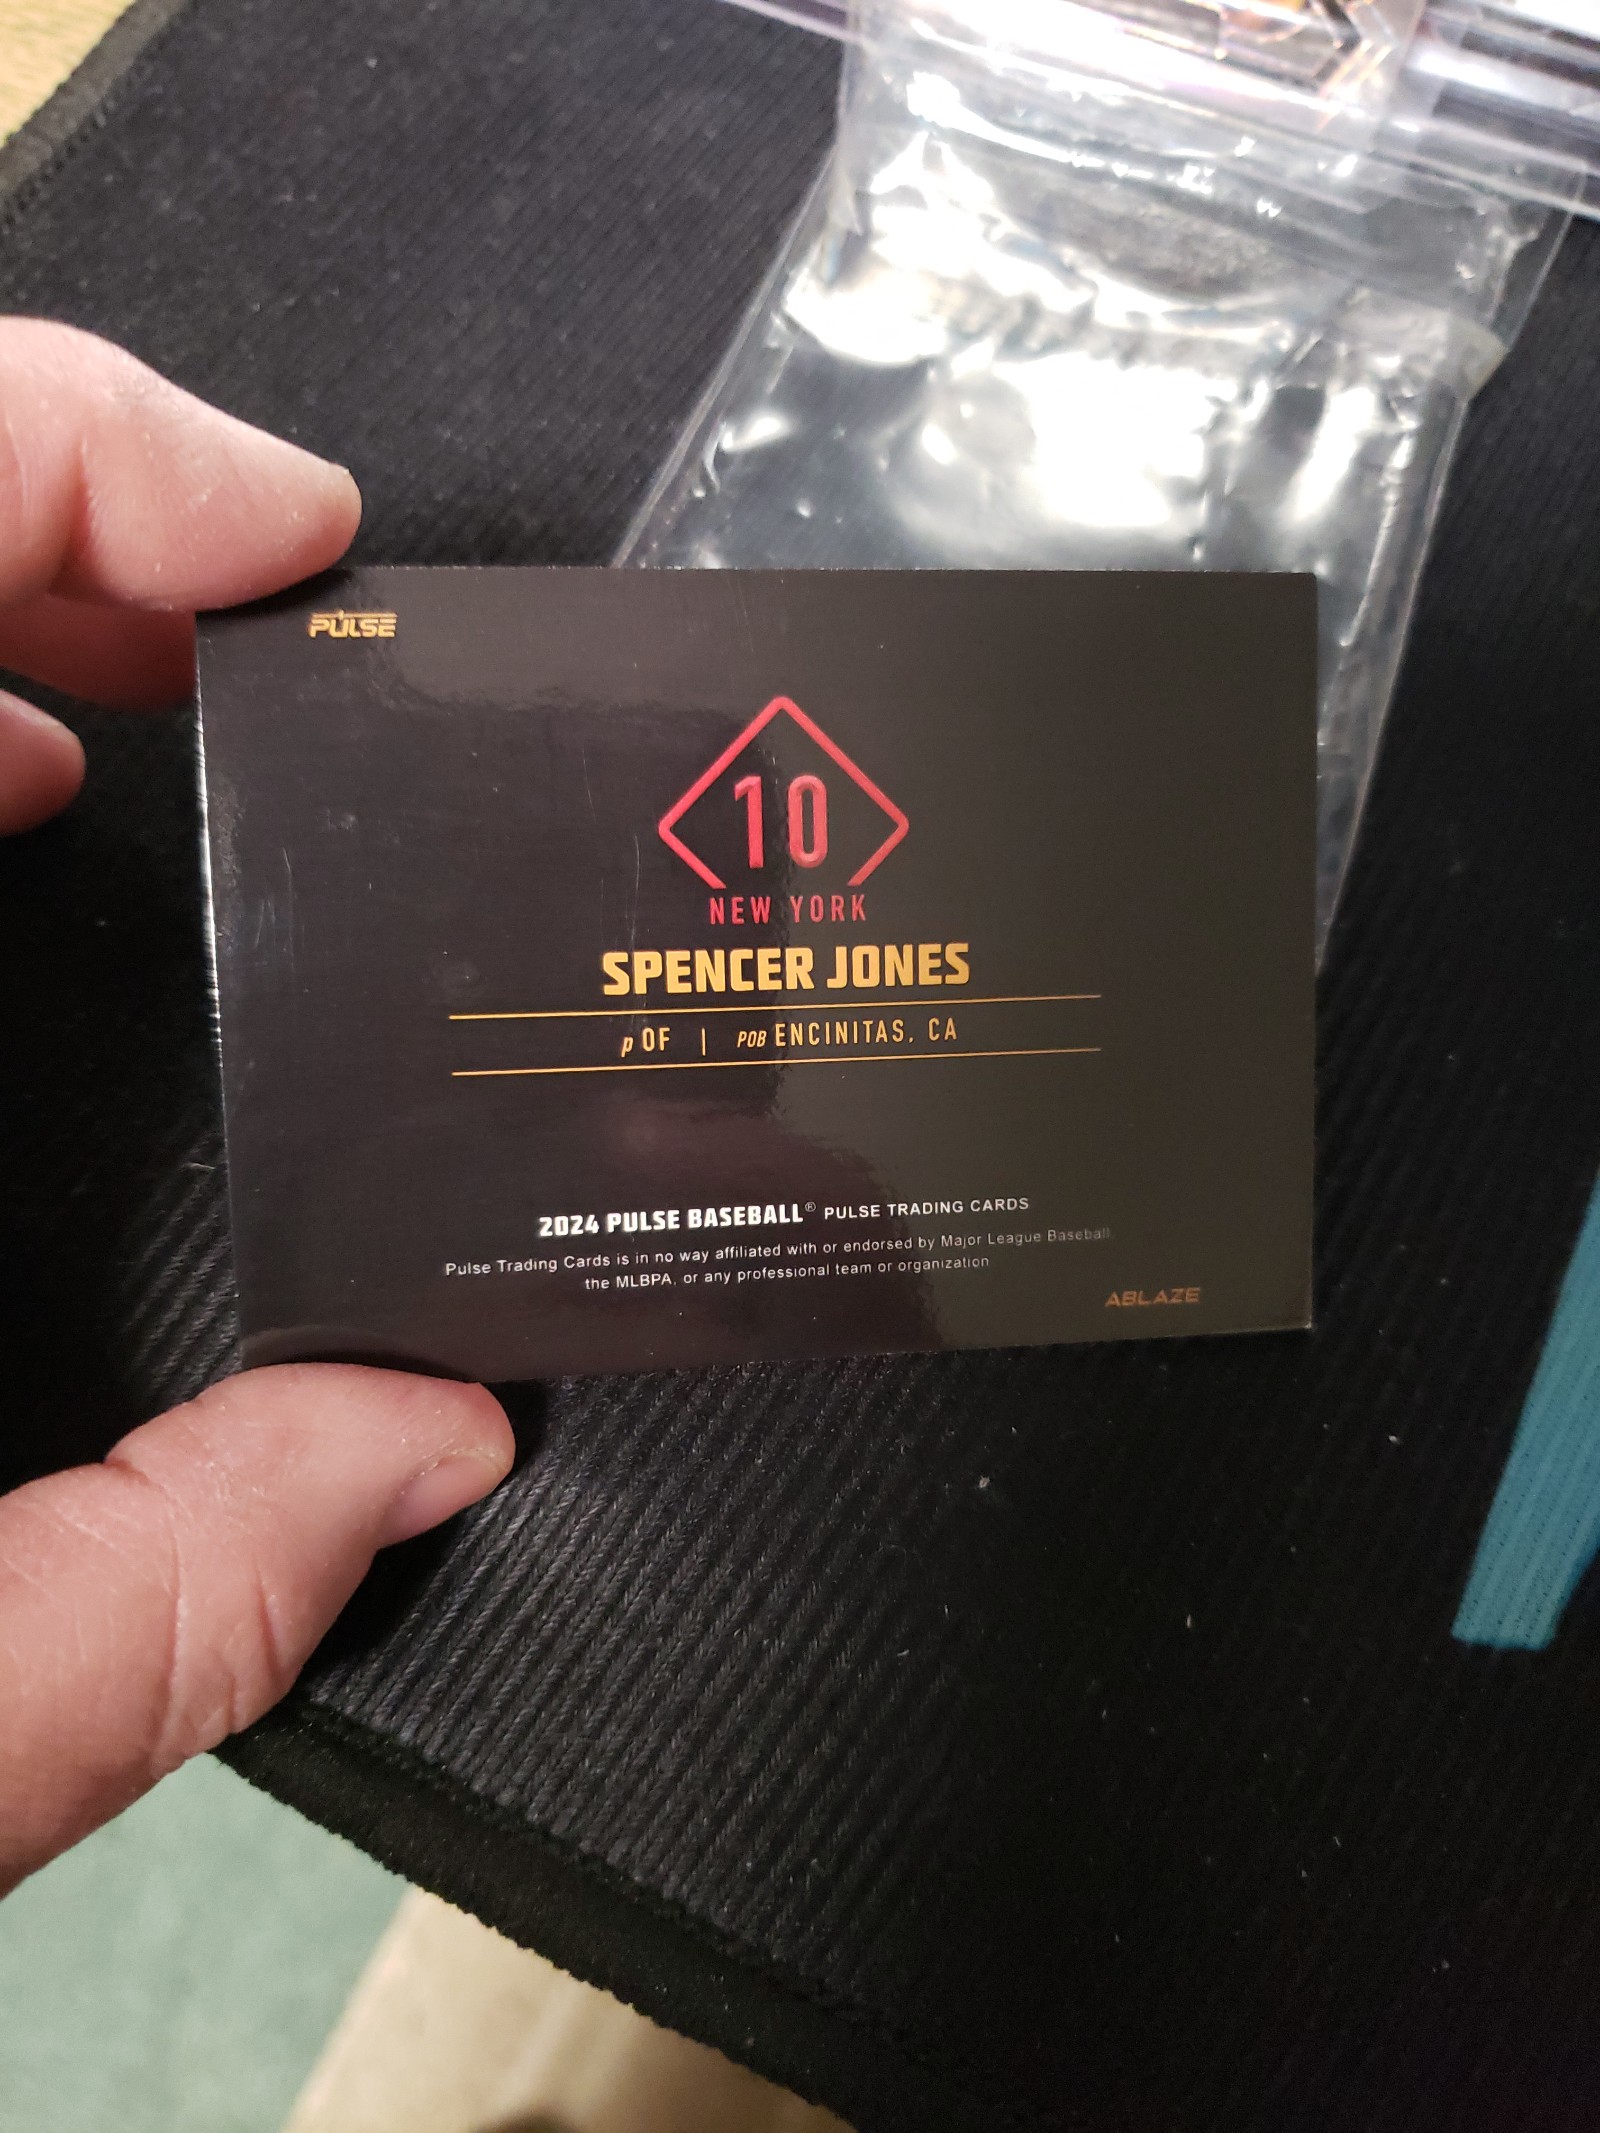 PULSE
10
NEW YORK
SPENCER JONES
p OF | POB ENCINITAS, CA
2024 PULSE BASEBALL® PULSE TRADING CARDS
Pulse Trading Cards is in no way affiliated with or endorsed by Major League Baseball,
the MLBPA, or any professional team or organization
ABLAZE